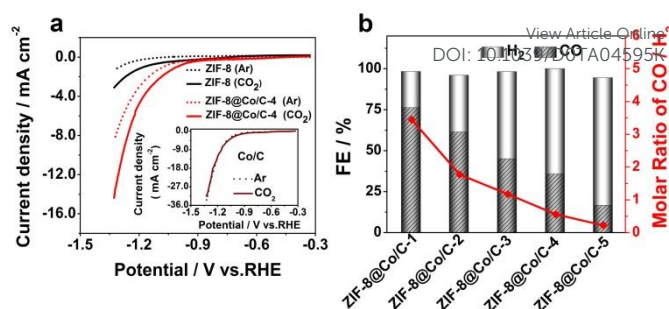 a
Current density / mA cm-2
0.0
-4.0
-8.0
-12.0
-16.0
ZIF-8 (Ar)
ZIF-8 (CO2)
ZIF-8@Co/C-4 (Ar)
ZIF-8@Co/C-4 (CO2)
Current density
( mA cm-2)
0.0
-9.0
-18.0
-27.0
-36.0
Co/C
Ar
CO2
-1.5 -1.2 -0.9 -0.6 -0.3
Potential / V vs.RHE
-1.5 -1.2 -0.9 -0.6 -0.3
Potential / V vs.RHE
b
View Article Online
H2 CO
FE / %
100
75
50
25
0
6
5
4
3
2
1
0
Molar Ratio of CO / H2
ZIF-8@Co/C-1
ZIF-8@Co/C-2
ZIF-8@Co/C-3
ZIF-8@Co/C-4
ZIF-8@Co/C-5